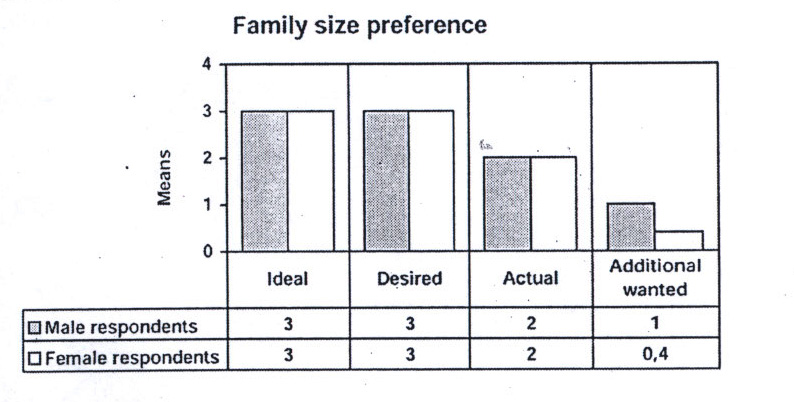 Family size preference
4
3
2
1
0
Means
Ideal Desired Actual Additional wanted
Male respondents 3 3 2 1
Female respondents 3 3 2 0,4